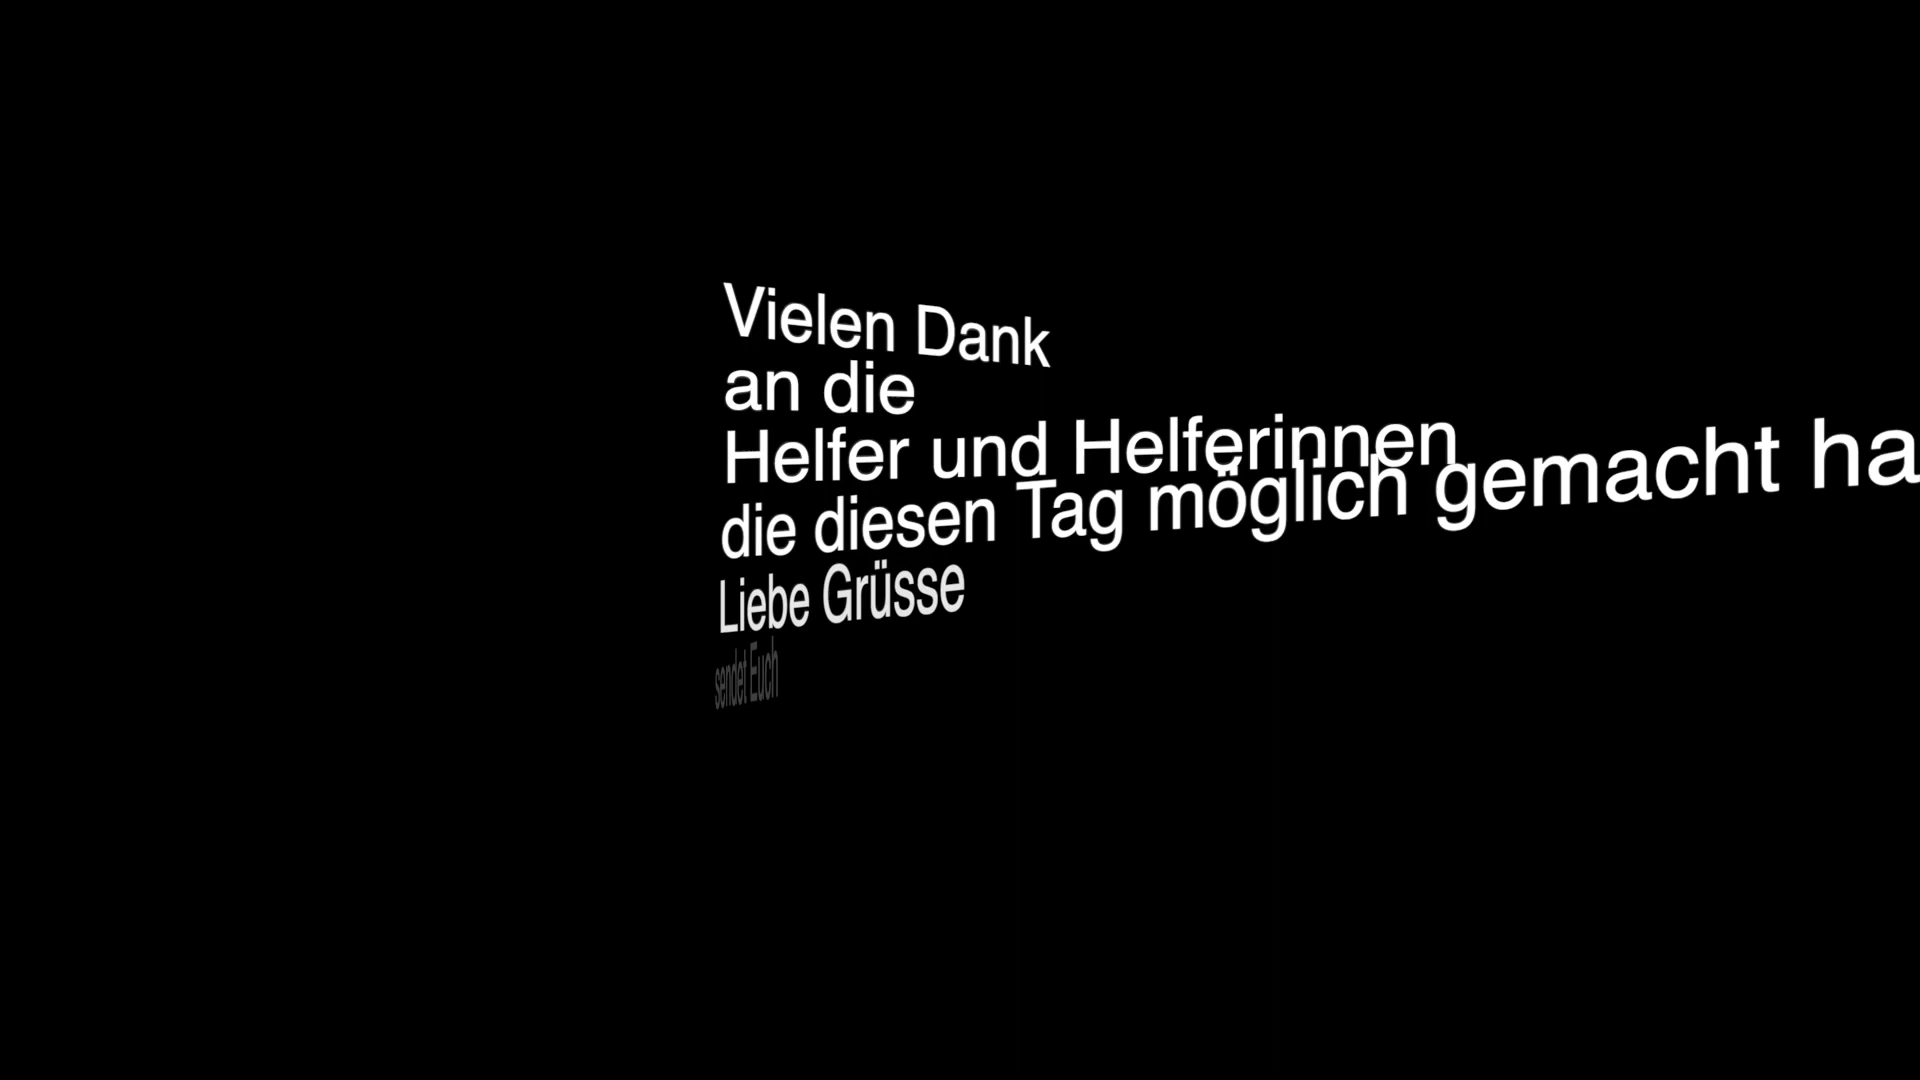 Vielen Dank
an die
Helfer und Helferinnen
die diesen Tag möglich gemacht ha
Liebe Grüsse
sendet Euch